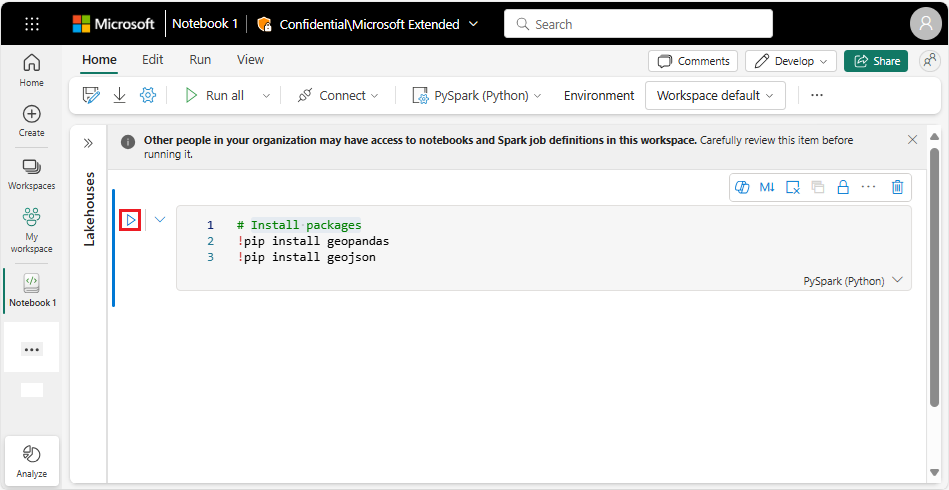 Microsoft
Notebook 1
Confidential\Microsoft Extended
Search
Home
Edit
Run
View
Comments
Develop
Share
Run all
Connect
PySpark (Python)
Environment
Workspace default
Home
Create
Workspaces
My
workspace
Notebook 1
Analyze
Lakehouses
Other people in your organization may have access to notebooks and Spark job definitions in this workspace. Carefully review this item before
running it.
M↓
1 # Install packages
2 !pip install geopandas
3 !pip install geojson
PySpark (Python)